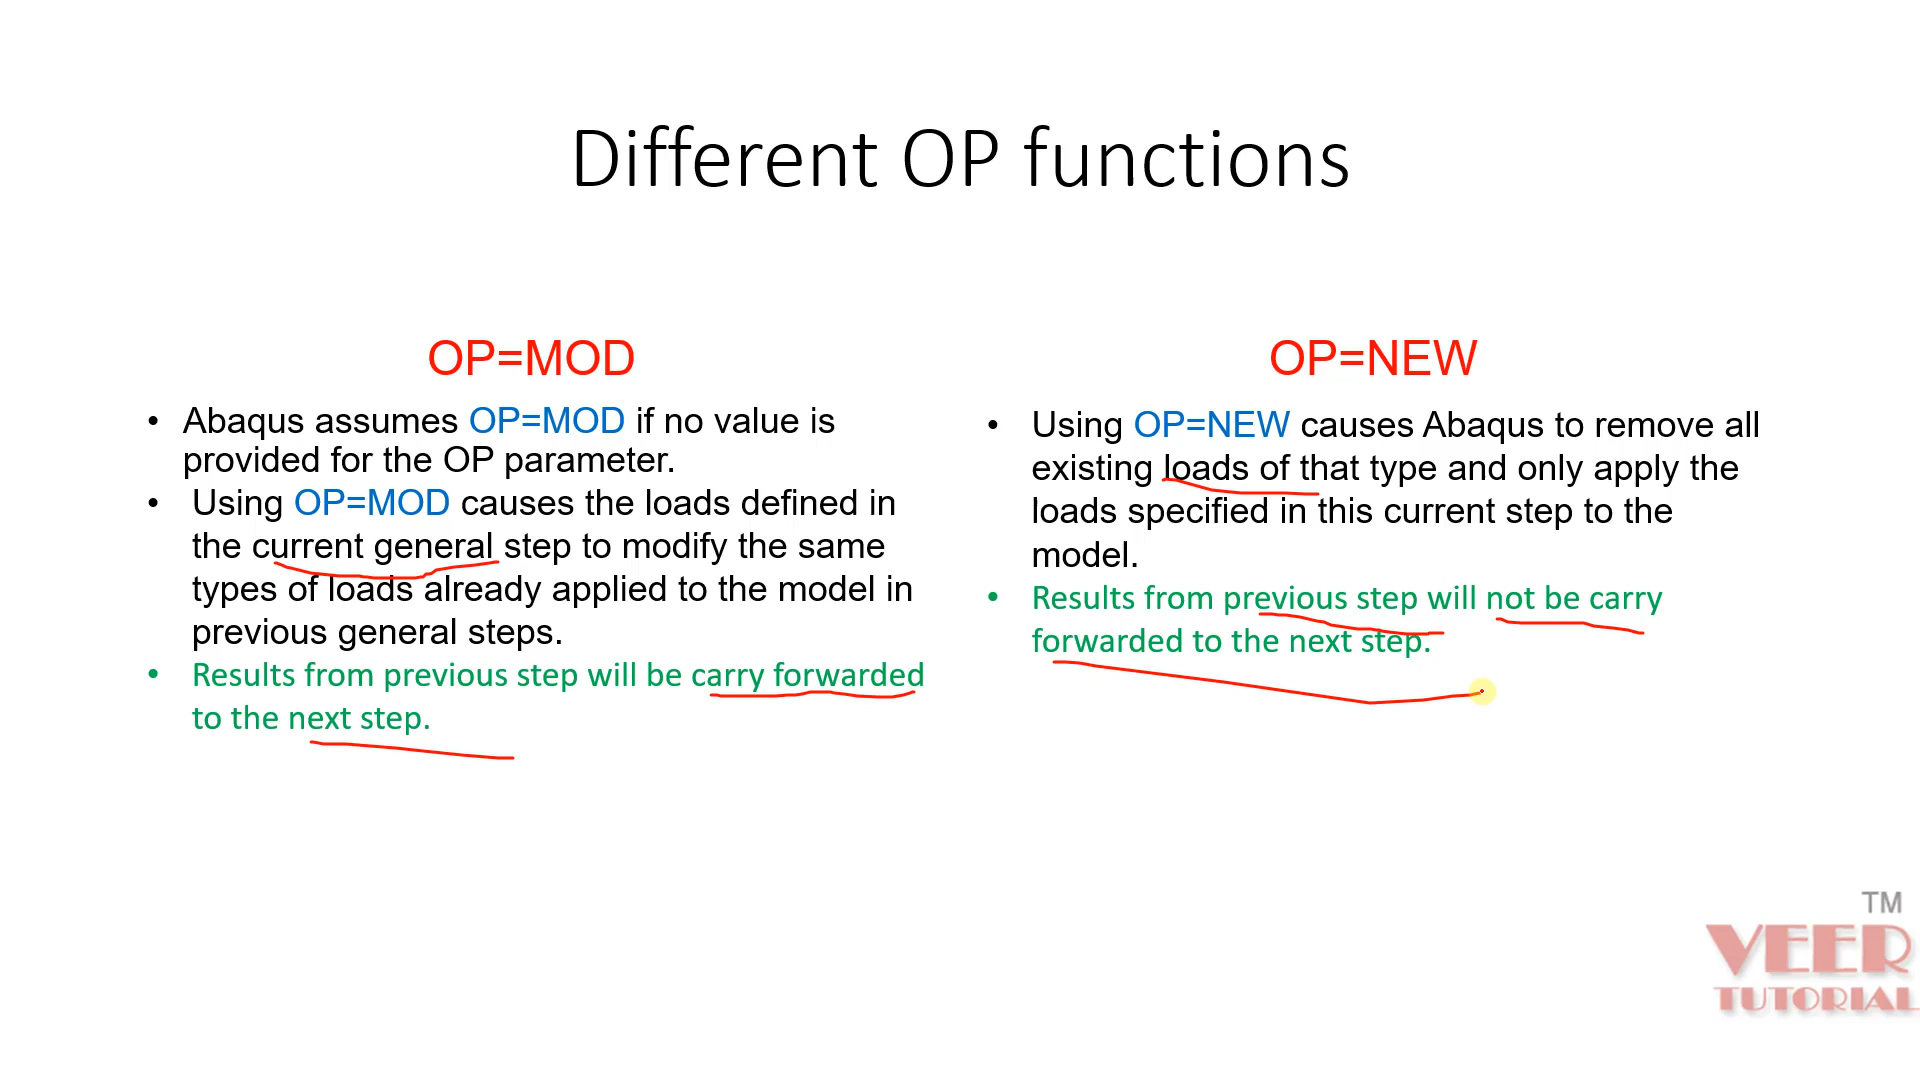 Different OP functions
OP=MOD
• Abaqus assumes OP=MOD if no value is
provided for the OP parameter.
• Using OP=MOD causes the loads defined in
the current general step to modify the same
types of loads already applied to the model in
previous general steps.
• Results from previous step will be carry forwarded
to the next step.
OP=NEW
• Using OP=NEW causes Abaqus to remove all
existing loads of that type and only apply the
loads specified in this current step to the
model.
• Results from previous step will not be carry
forwarded to the next step.
TM
VEER
TUTORIAL